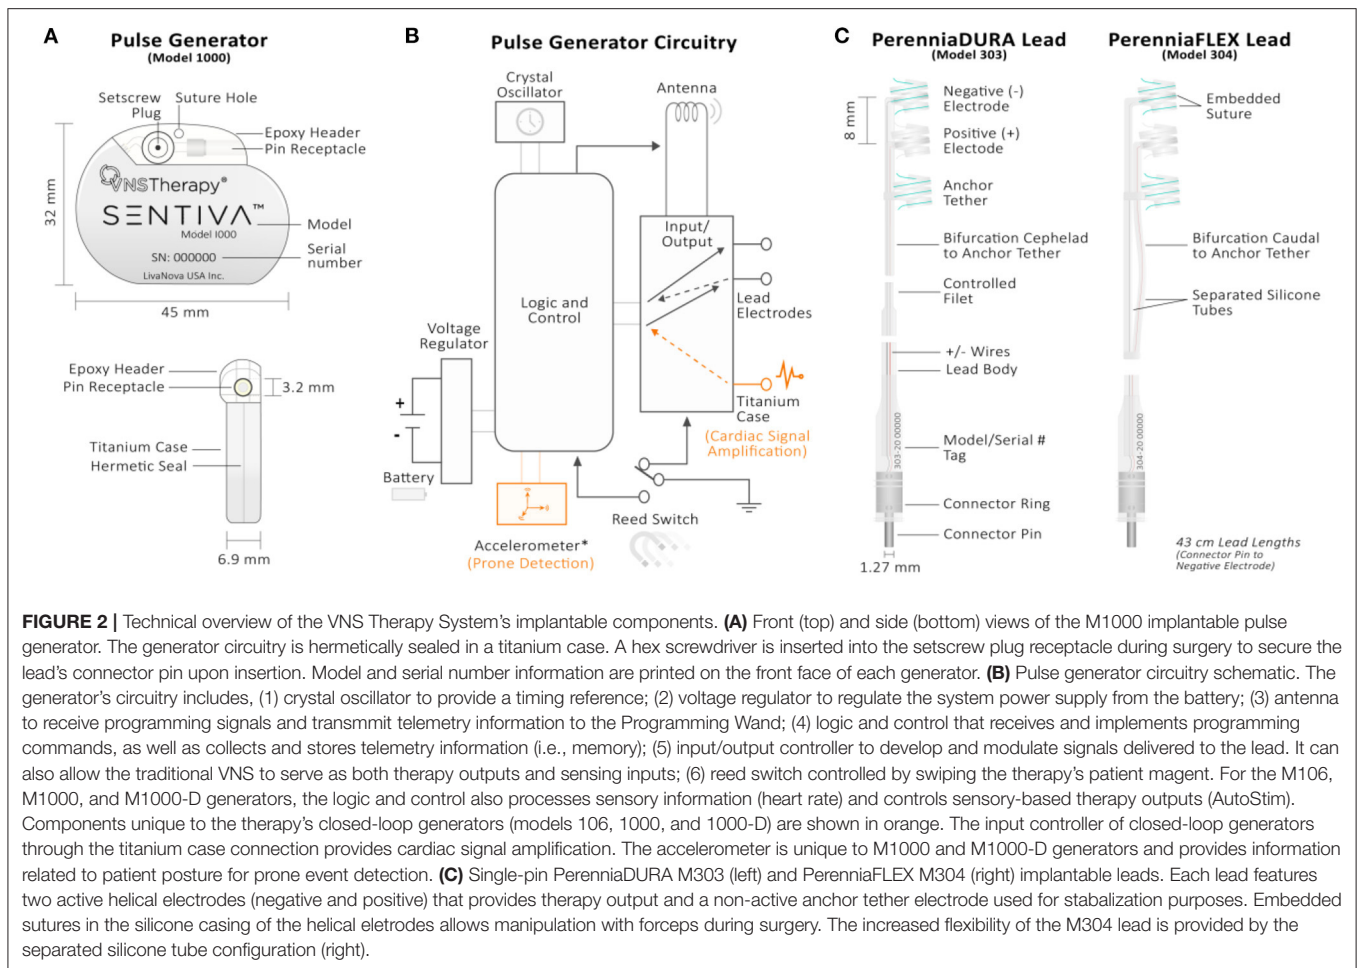 A
Pulse Generator
(Model 1000)
Setscrew
Plug
Suture Hole
Epoxy Header
Pin Receptacle
32 mm
VNSTherapy®
SENTIVA™
Model 1000
SN: 000000
LivaNova USA Inc.
Model
Serial
number
45 mm
Epoxy Header
Pin Receptacle
3.2 mm
Titanium Case
Hermetic Seal
6.9 mm
B
Pulse Generator Circuitry
Crystal
Oscillator
Antenna
Input/
Output
Logic and
Control
Lead
Electrodes
Voltage
Regulator
+
-
Battery
Titanium
Case
(Cardiac Signal
Amplification)
Reed Switch
Accelerometer*
(Prone Detection)
C
PerenniaDURA Lead
(Model 303)
PerenniaFLEX Lead
(Model 304)
8 mm
Negative (-)
Electrode
Positive (+)
Electode
Anchor
Tether
Bifurcation Cephelad
to Anchor Tether
Controlled
Filet
+/- Wires
Lead Body
303-20 00000
Model/Serial #
Tag
Connector Ring
Connector Pin
1.27 mm
Embedded
Suture
Bifurcation Caudal
to Anchor Tether
Separated Silicone
Tubes
304-20 00000
43 cm Lead Lengths
(Connector Pin to
Negative Electrode)
FIGURE 2 | Technical overview of the VNS Therapy System's implantable components. (A) Front (top) and side (bottom) views of the M1000 implantable pulse
generator. The generator circuitry is hermetically sealed in a titanium case. A hex screwdriver is inserted into the setscrew plug receptacle during surgery to secure the
lead's connector pin upon insertion. Model and serial number information are printed on the front face of each generator. (B) Pulse generator circuitry schematic. The
generator's circuitry includes, (1) crystal oscillator to provide a timing reference; (2) voltage regulator to regulate the system power supply from the battery; (3) antenna
to receive programming signals and transmmit telemetry information to the Programming Wand; (4) logic and control that receives and implements programming
commands, as well as collects and stores telemetry information (i.e., memory); (5) input/output controller to develop and modulate signals delivered to the lead. It can
also allow the traditional VNS to serve as both therapy outputs and sensing inputs; (6) reed switch controlled by swiping the therapy's patient magent. For the M106,
M1000, and M1000-D generators, the logic and control also processes sensory information (heart rate) and controls sensory-based therapy outputs (AutoStim).
Components unique to the therapy's closed-loop generators (models 106, 1000, and 1000-D) are shown in orange. The input controller of closed-loop generators
through the titanium case connection provides cardiac signal amplification. The accelerometer is unique to M1000 and M1000-D generators and provides information
related to patient posture for prone event detection. (C) Single-pin PerenniaDURA M303 (left) and PerenniaFLEX M304 (right) implantable leads. Each lead features
two active helical electrodes (negative and positive) that provides therapy output and a non-active anchor tether electrode used for stabalization purposes. Embedded
sutures in the silicone casing of the helical eletrodes allows manipulation with forceps during surgery. The increased flexibility of the M304 lead is provided by the
separated silicone tube configuration (right).